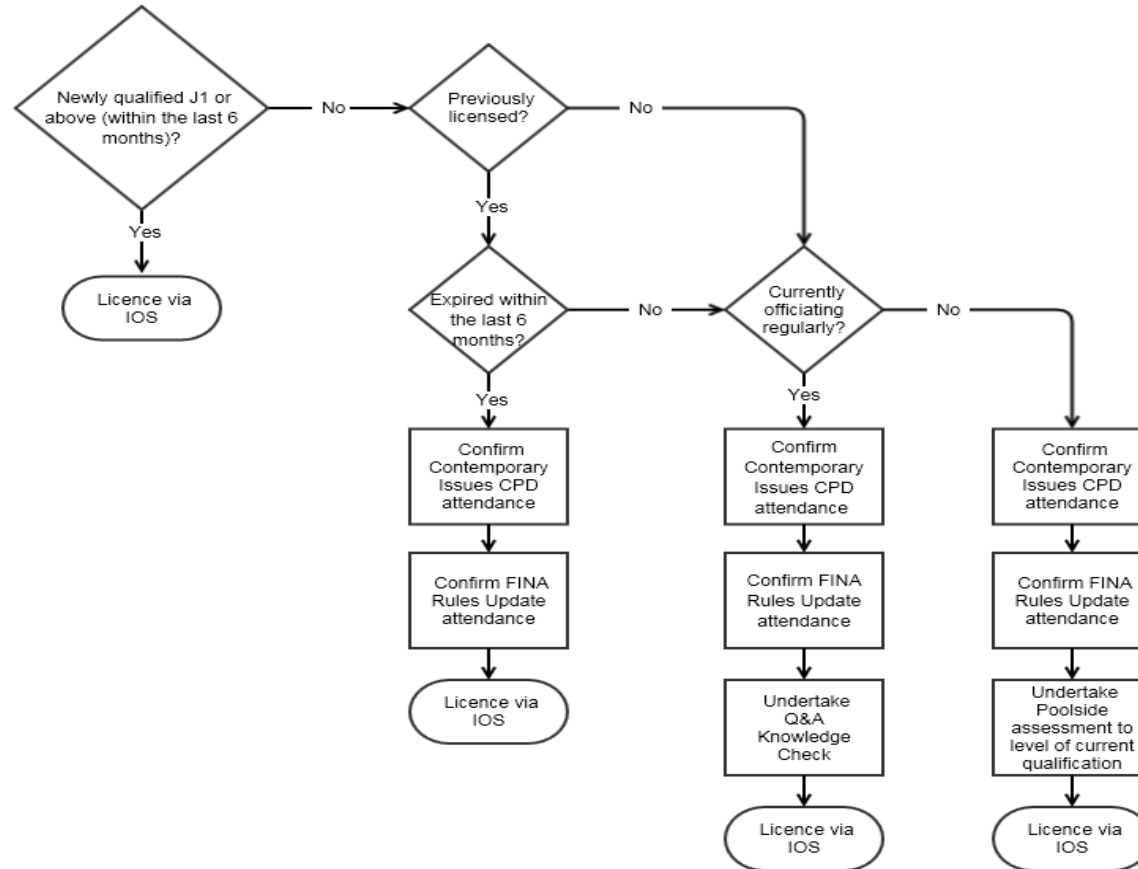 Newly qualified J1 or
above (within the last 6
months)?
No
Previously
licensed?
No
Yes
Yes
Licence via
IOS
Expired within
the last 6
months?
No
Currently
officiating
regularly?
No
Yes
Yes
Confirm
Contemporary
Issues CPD
attendance
Confirm
Contemporary
Issues CPD
attendance
Confirm
Contemporary
Issues CPD
attendance
Confirm FINA
Rules Update
attendance
Confirm FINA
Rules Update
attendance
Confirm FINA
Rules Update
attendance
Licence via
IOS
Undertake
Q&A
Knowledge
Check
Undertake
Poolside
assessment to
level of current
qualification
Licence via
IOS
Licence via
IOS